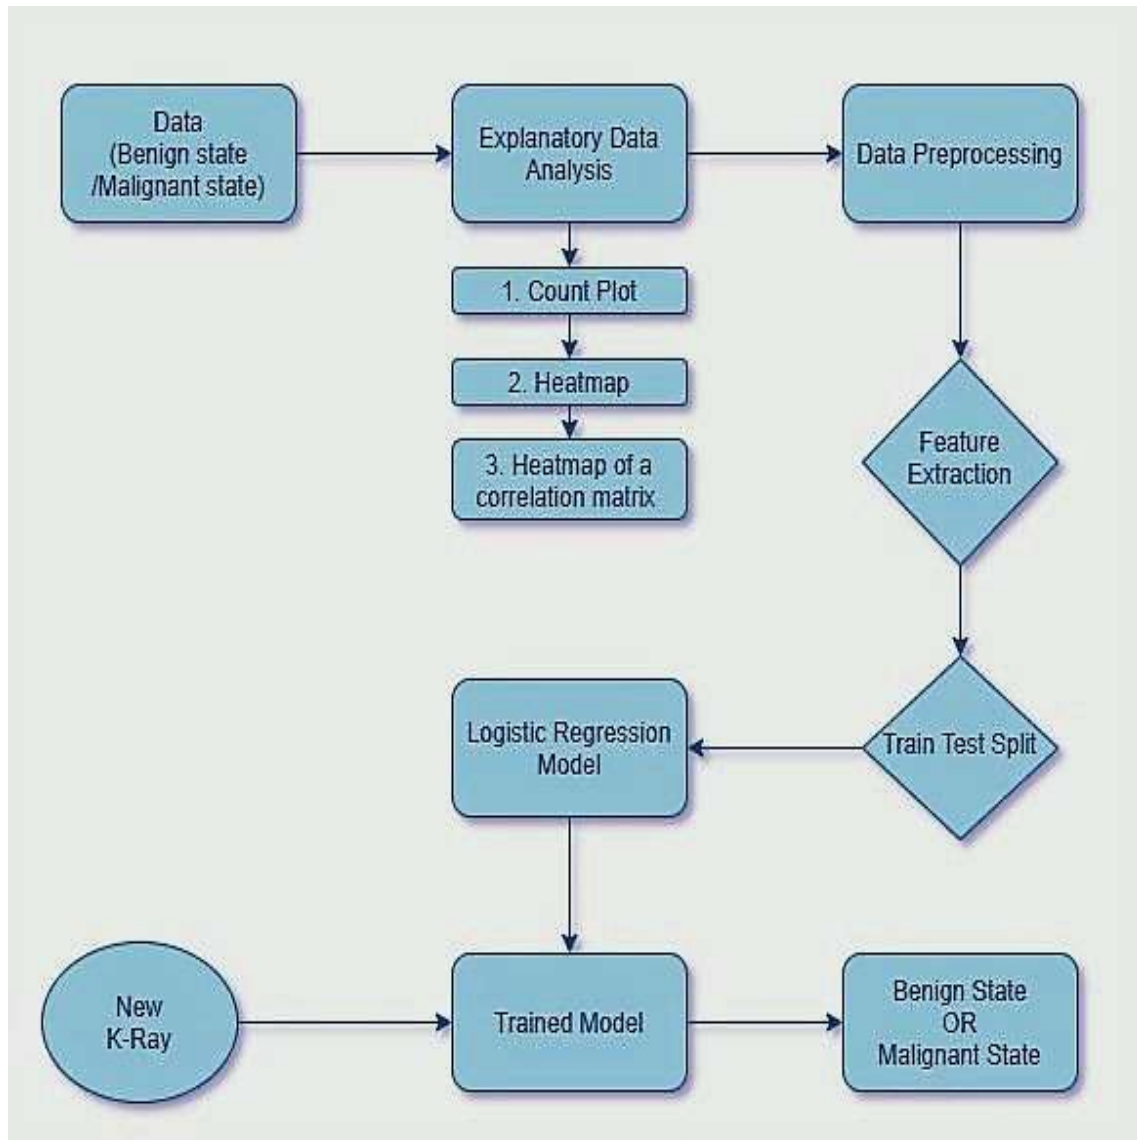 Data
(Benign state
/Malignant state)
Explanatory Data
Analysis
Data Preprocessing
1. Count Plot
2. Heatmap
3. Heatmap of a
correlation matrix
Feature
Extraction
Train Test Split
Logistic Regression
Model
New
K-Ray
Trained Model
Benign State
OR
Malignant State